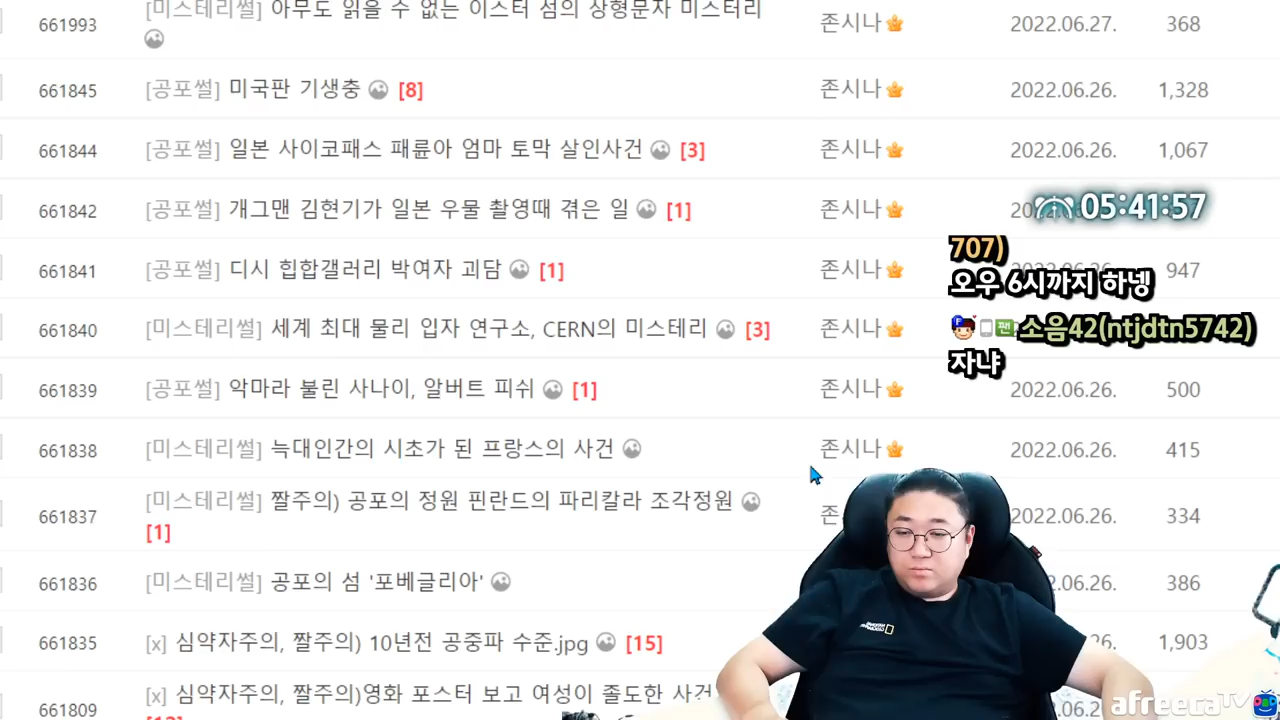 661993 [미스테리썰] 아무도 읽을 수 없는 이스터 섬의 상형문자 미스터리 존시나 2022.06.27. 368
661845 [공포썰] 미국판 기생충 [8] 존시나 2022.06.26. 1,328
661844 [공포썰] 일본 사이코패스 패륜아 엄마 토막 살인사건 [3] 존시나 2022.06.26. 1,067
661842 [공포썰] 개그맨 김현기가 일본 우물 촬영때 겪은 일 [1] 존시나
05:41:57
707)
661841 [공포썰] 디시 힙합갤러리 박여자 괴담 [1] 존시나 947
오우 6시까지 하넹
661840 [미스테리썰] 세계 최대 물리 입자 연구소, CERN의 미스테리 [3] 존시나
팬 소음42(ntjdtn5742)
자냐
661839 [공포썰] 악마라 불린 사나이, 알버트 피쉬 [1] 존시나 2022.06.26. 500
661838 [미스테리썰] 늑대인간의 시초가 된 프랑스의 사건 존시나 2022.06.26. 415
661837 [미스테리썰] 짤주의) 공포의 정원 핀란드의 파리칼라 조각정원 존 2022.06.26. 334
[1]
661836 [미스테리썰] 공포의 섬 '포베글리아' .06.26. 386
661835 [x] 심약자주의, 짤주의) 10년전 공중파 수준.jpg [15] 26. 1,903
661809 [x] 심약자주의, 짤주의)영화 포스터 보고 여성이 졸도한 사건
afreecaTV